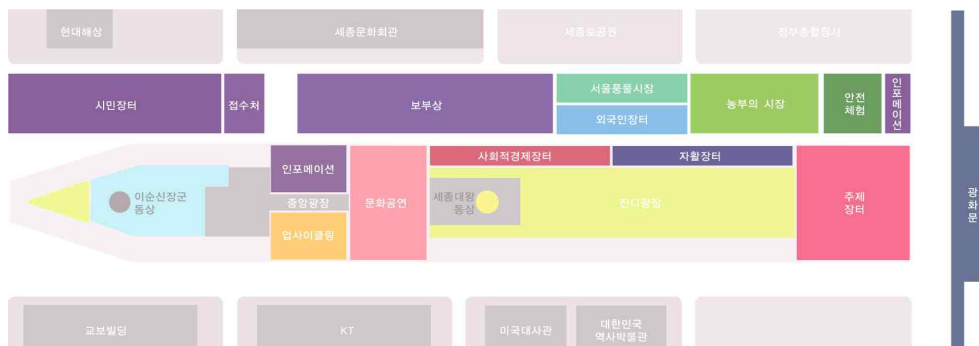 현대해상
세종문화회관
세종로공원
정부종합청사
시민장터
접수처
보부상
서울풍물시장
외국인장터
농부의 시장
안전
체험
인
포
메
이
션
이순신장군
동상
인포메이션
중앙광장
업사이클링
문화공연
사회적경제장터
자활장터
세종대왕
동상
잔디광장
주제
장터
광
화
문
교보빌딩
KT
미국대사관
대한민국
역사박물관